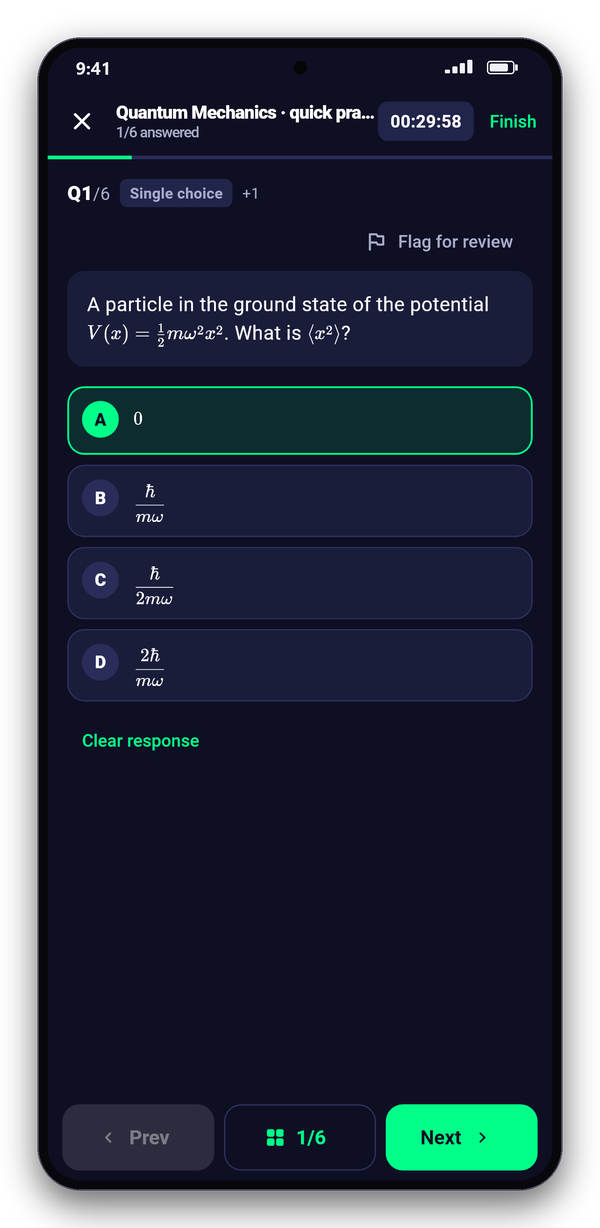 9:41
Quantum Mechanics · quick pra...
1/6 answered
00:29:58
Finish
Q1/6
Single choice
+1
Flag for review
A particle in the ground state of the potential
V(x) = ½mω²x². What is ⟨x²⟩?
A 0
B ħ/mω
C ħ/2mω
D 2ħ/mω
Clear response
Prev
1/6
Next